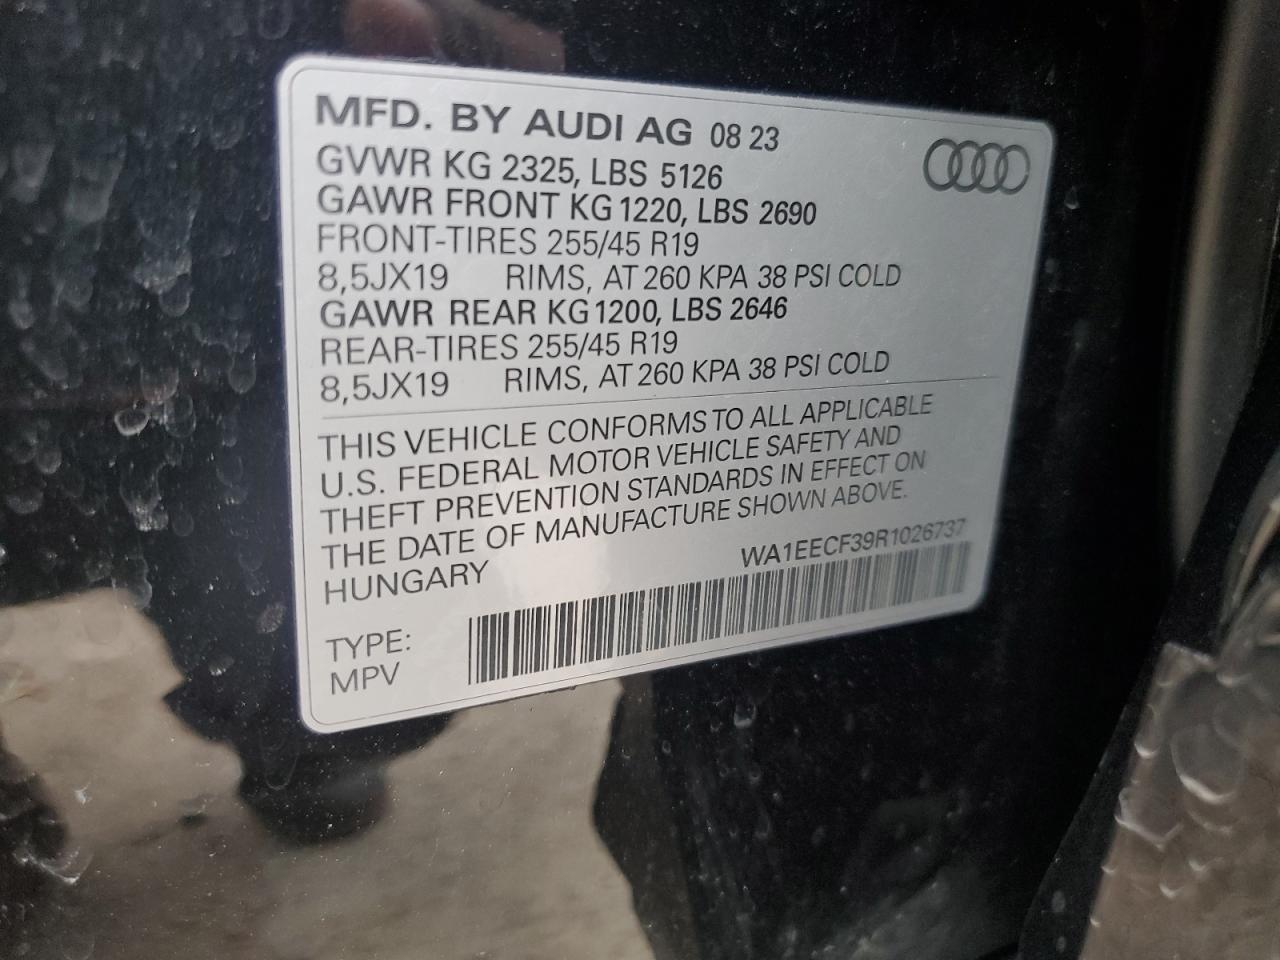 MFD. BY AUDI AG 08 23
GVWR KG 2325, LBS 5126
GAWR FRONT KG 1220, LBS 2690
FRONT-TIRES 255/45 R19
8,5JX19 RIMS, AT 260 KPA 38 PSI COLD
GAWR REAR KG 1200, LBS 2646
REAR-TIRES 255/45 R19
8,5JX19 RIMS, AT 260 KPA 38 PSI COLD
THIS VEHICLE CONFORMS TO ALL APPLICABLE
U.S. FEDERAL MOTOR VEHICLE SAFETY AND
THEFT PREVENTION STANDARDS IN EFFECT ON
THE DATE OF MANUFACTURE SHOWN ABOVE.
HUNGARY
WA1EECF39R1026737
TYPE:
MPV